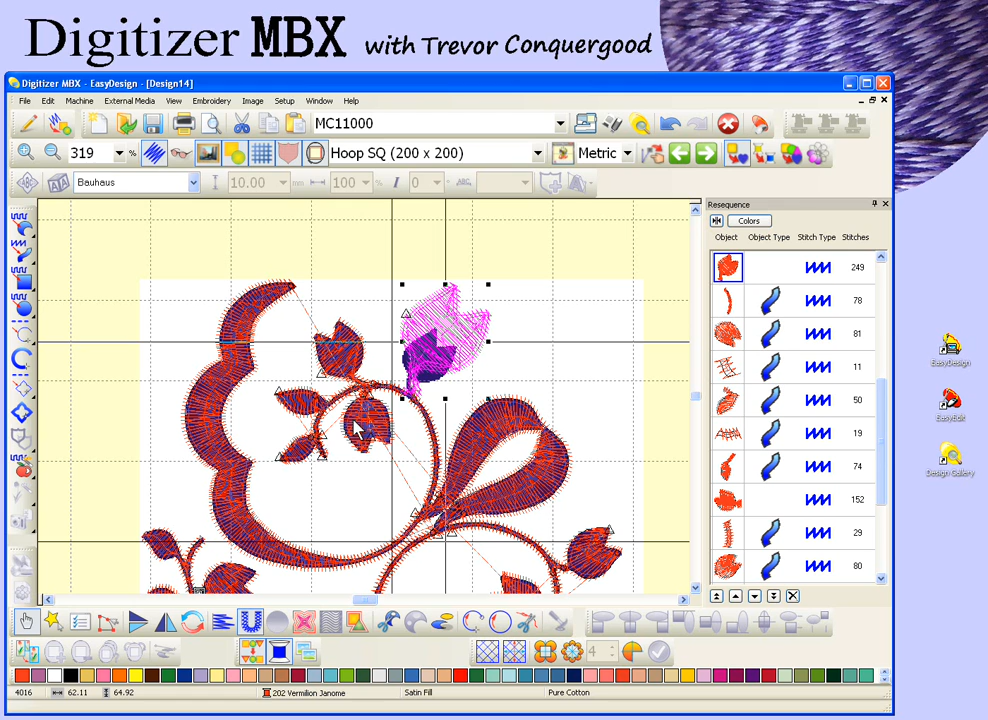 Digitizer MBX with Trevor Conquergood
Digitizer MBX - EasyDesign - [Design14]
File Edit Machine External Media View Embroidery Image Setup Window Help
MC11000
319 % Hoop SQ (200 x 200) Metric
Bauhaus 10.00 mm 100 % 0 ABC
Resequence
Colors
Object Object Type Stitch Type Stitches
249
78
81
11
50
19
74
152
29
80
EasyDesign
EasyEdit
Design Gallery
4
4016 62.11 64.92 202 Vermilion Janome Satin Fill Pure Cotton